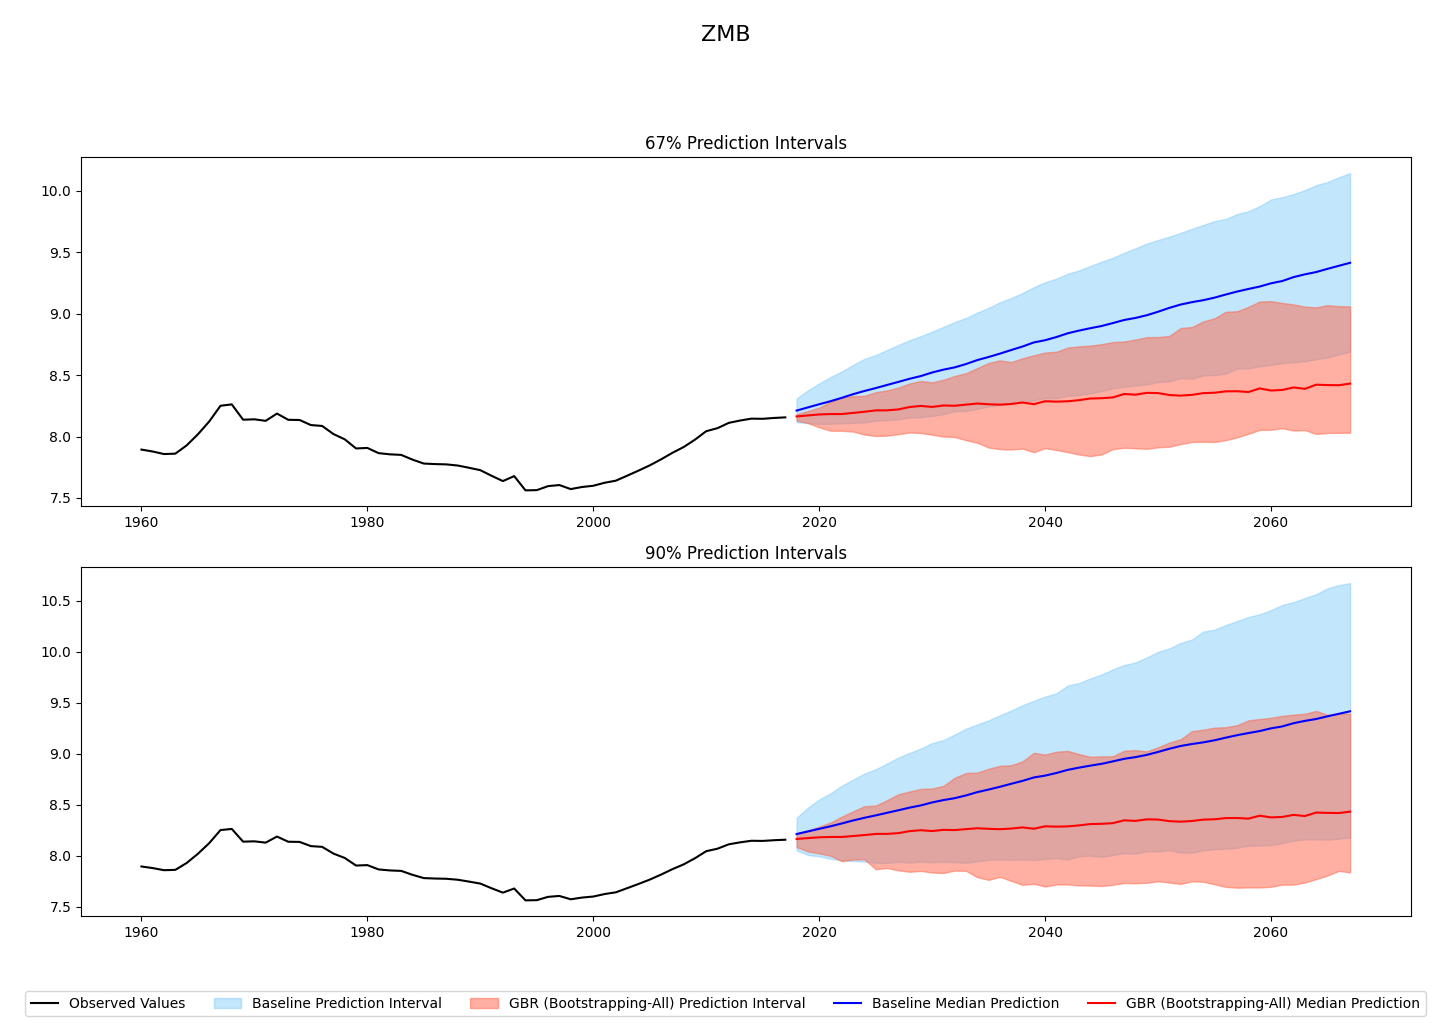 ZMB
67% Prediction Intervals
10.0
9.5
9.0
8.5
8.0
7.5
1960 1980 2000 2020 2040 2060
90% Prediction Intervals
10.5
10.0
9.5
9.0
8.5
8.0
7.5
1960 1980 2000 2020 2040 2060
Observed Values Baseline Prediction Interval GBR (Bootstrapping-All) Prediction Interval Baseline Median Prediction GBR (Bootstrapping-All) Median Prediction